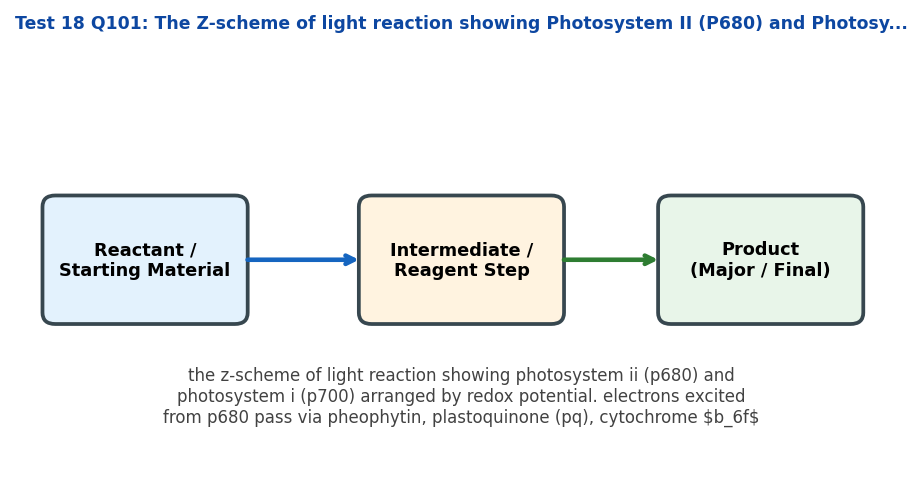 Test 18 Q101: The Z-scheme of light reaction showing Photosystem II (P680) and Photosy...
Reactant /
Starting Material
Intermediate /
Reagent Step
Product
(Major / Final)
the z-scheme of light reaction showing photosystem ii (p680) and
photosystem i (p700) arranged by redox potential. electrons excited
from p680 pass via pheophytin, plastoquinone (pq), cytochrome $b_6f$